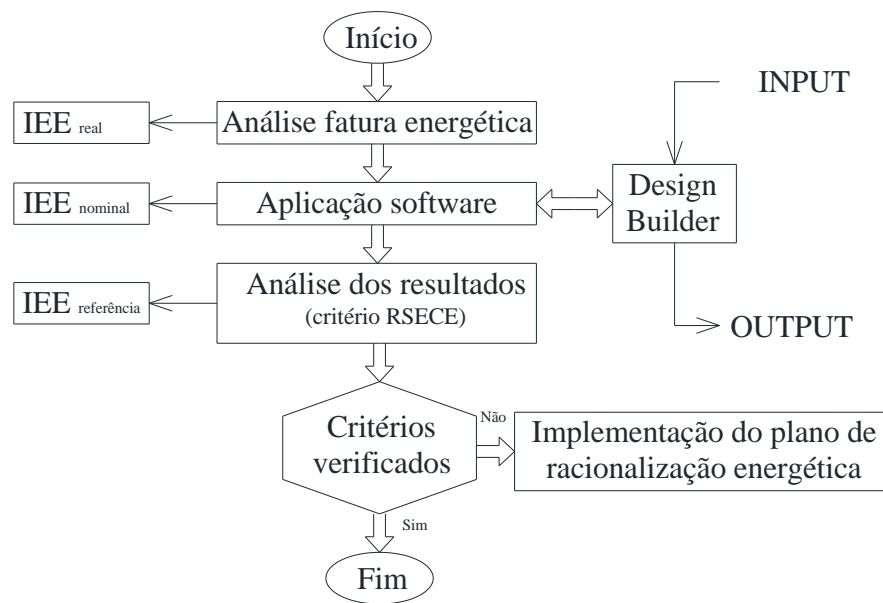 Início
INPUT
IEE real
Análise fatura energética
IEE nominal
Aplicação software
Design
Builder
IEE referência
Análise dos resultados
(critério RSECE)
OUTPUT
Critérios
verificados
Não
Implementação do plano de
racionalização energética
Sim
Fim